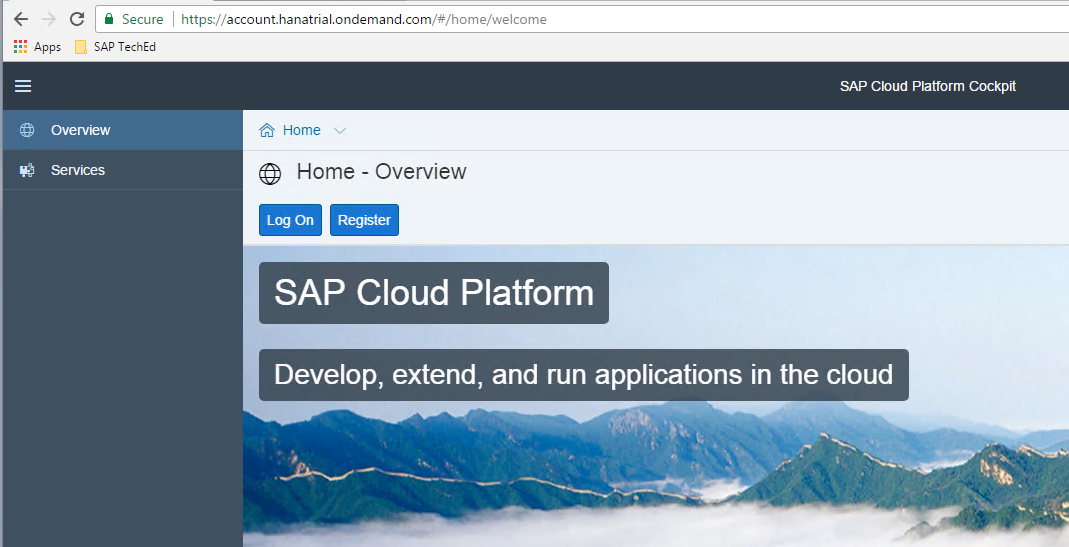 Secure https://account.hanatrial.ondemand.com/#/home/welcome
Apps SAP TechEd
SAP Cloud Platform Cockpit
Overview
Services
Home
Home - Overview
Log On Register
SAP Cloud Platform
Develop, extend, and run applications in the cloud